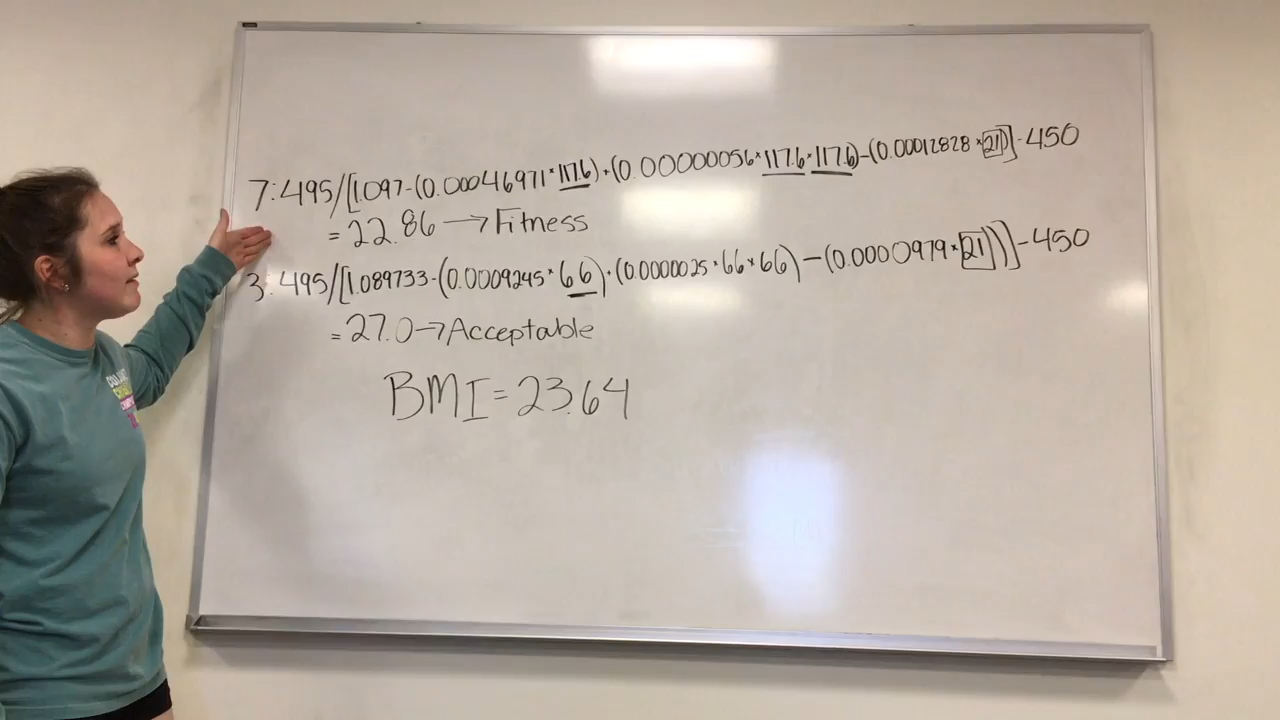 7: 495/[1.097-(0.00046971*117.6)+(0.00000056*117.6*117.6)-(0.00012828*21)]-450
= 22.86 → Fitness
3: 495/[1.089733-(0.0009245*66)+(0.0000025*66*66)-(0.0000979*21))]-450
= 27.0 → Acceptable
BMI = 23.64